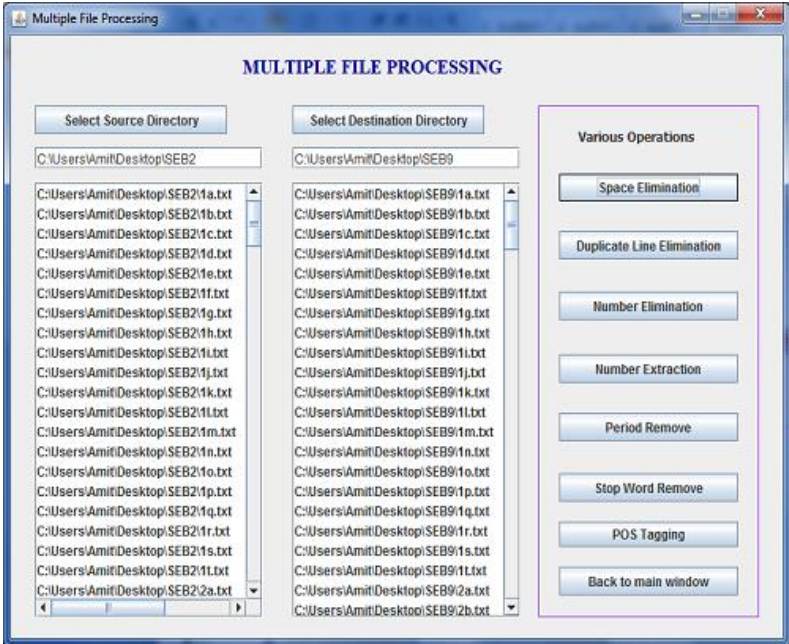 Multiple File Processing
MULTIPLE FILE PROCESSING
Select Source Directory
C:\Users\Amit\Desktop\SEB2
C:\Users\Amit\Desktop\SEB2\1a.txt
C:\Users\Amit\Desktop\SEB2\1b.txt
C:\Users\Amit\Desktop\SEB2\1c.txt
C:\Users\Amit\Desktop\SEB2\1d.txt
C:\Users\Amit\Desktop\SEB2\1e.txt
C:\Users\Amit\Desktop\SEB2\1f.txt
C:\Users\Amit\Desktop\SEB2\1g.txt
C:\Users\Amit\Desktop\SEB2\1h.txt
C:\Users\Amit\Desktop\SEB2\1i.txt
C:\Users\Amit\Desktop\SEB2\1j.txt
C:\Users\Amit\Desktop\SEB2\1k.txt
C:\Users\Amit\Desktop\SEB2\1l.txt
C:\Users\Amit\Desktop\SEB2\1m.txt
C:\Users\Amit\Desktop\SEB2\1n.txt
C:\Users\Amit\Desktop\SEB2\1o.txt
C:\Users\Amit\Desktop\SEB2\1p.txt
C:\Users\Amit\Desktop\SEB2\1q.txt
C:\Users\Amit\Desktop\SEB2\1r.txt
C:\Users\Amit\Desktop\SEB2\1s.txt
C:\Users\Amit\Desktop\SEB2\1t.txt
C:\Users\Amit\Desktop\SEB2\2a.txt
Select Destination Directory
C:\Users\Amit\Desktop\SEB9
C:\Users\Amit\Desktop\SEB9\1a.txt
C:\Users\Amit\Desktop\SEB9\1b.txt
C:\Users\Amit\Desktop\SEB9\1c.txt
C:\Users\Amit\Desktop\SEB9\1d.txt
C:\Users\Amit\Desktop\SEB9\1e.txt
C:\Users\Amit\Desktop\SEB9\1f.txt
C:\Users\Amit\Desktop\SEB9\1g.txt
C:\Users\Amit\Desktop\SEB9\1h.txt
C:\Users\Amit\Desktop\SEB9\1i.txt
C:\Users\Amit\Desktop\SEB9\1j.txt
C:\Users\Amit\Desktop\SEB9\1k.txt
C:\Users\Amit\Desktop\SEB9\1l.txt
C:\Users\Amit\Desktop\SEB9\1m.txt
C:\Users\Amit\Desktop\SEB9\1n.txt
C:\Users\Amit\Desktop\SEB9\1o.txt
C:\Users\Amit\Desktop\SEB9\1p.txt
C:\Users\Amit\Desktop\SEB9\1q.txt
C:\Users\Amit\Desktop\SEB9\1r.txt
C:\Users\Amit\Desktop\SEB9\1s.txt
C:\Users\Amit\Desktop\SEB9\1t.txt
C:\Users\Amit\Desktop\SEB9\2a.txt
C:\Users\Amit\Desktop\SEB9\2b.txt
Various Operations
Space Elimination
Duplicate Line Elimination
Number Elimination
Number Extraction
Period Remove
Stop Word Remove
POS Tagging
Back to main window